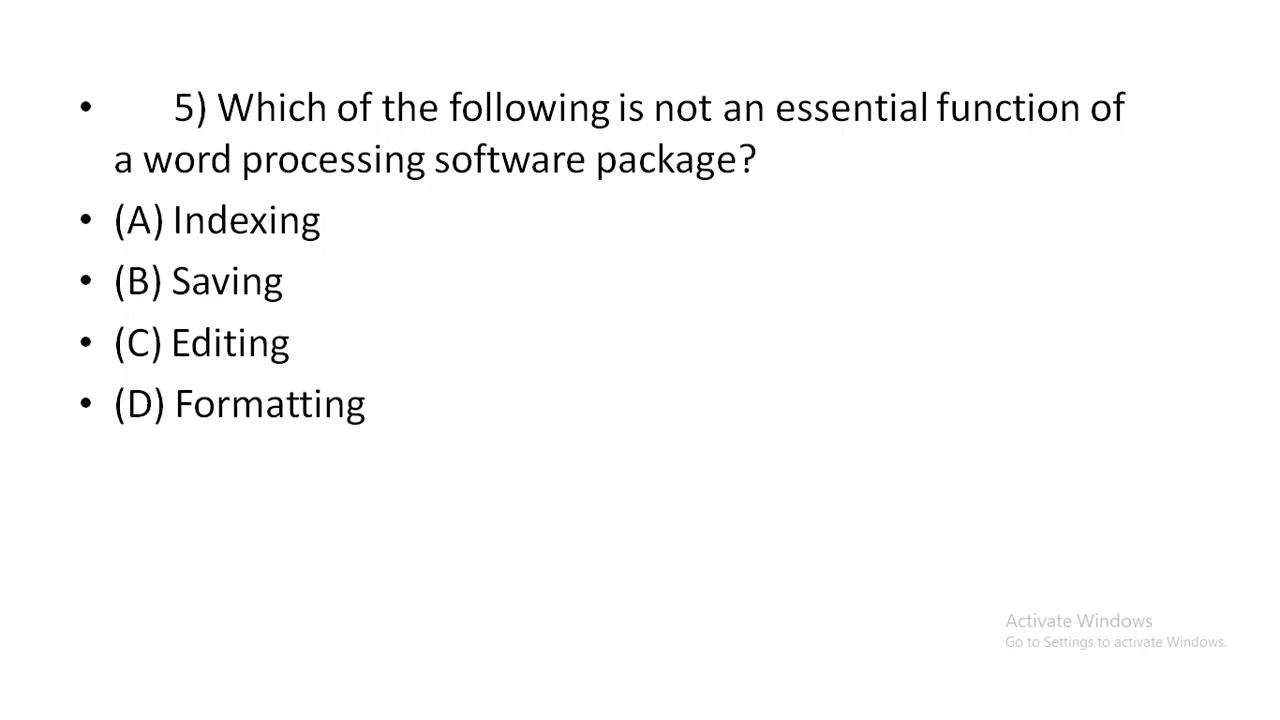 • 5) Which of the following is not an essential function of
a word processing software package?
• (A) Indexing
• (B) Saving
• (C) Editing
• (D) Formatting
Activate Windows
Go to Settings to activate Windows.